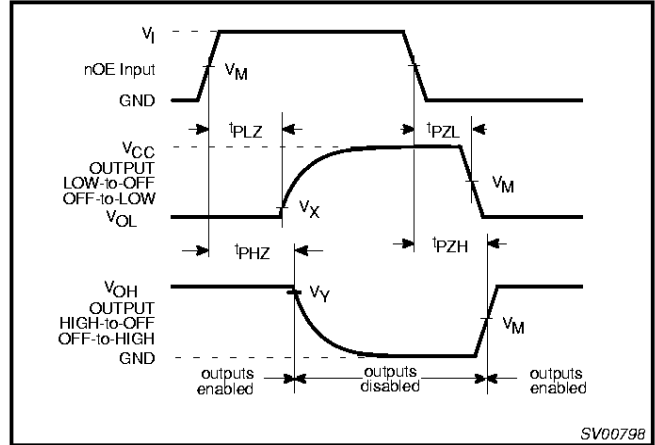 VI
nOE Input
VM
GND
tPLZ
tPZL
VCC
OUTPUT
LOW-to-OFF
OFF-to-LOW
VM
VX
VOL
tPHZ
tPZH
VOH
VY
OUTPUT
HIGH-to-OFF
OFF-to-HIGH
VM
GND
outputs
enabled
outputs
disabled
outputs
enabled
SV00798